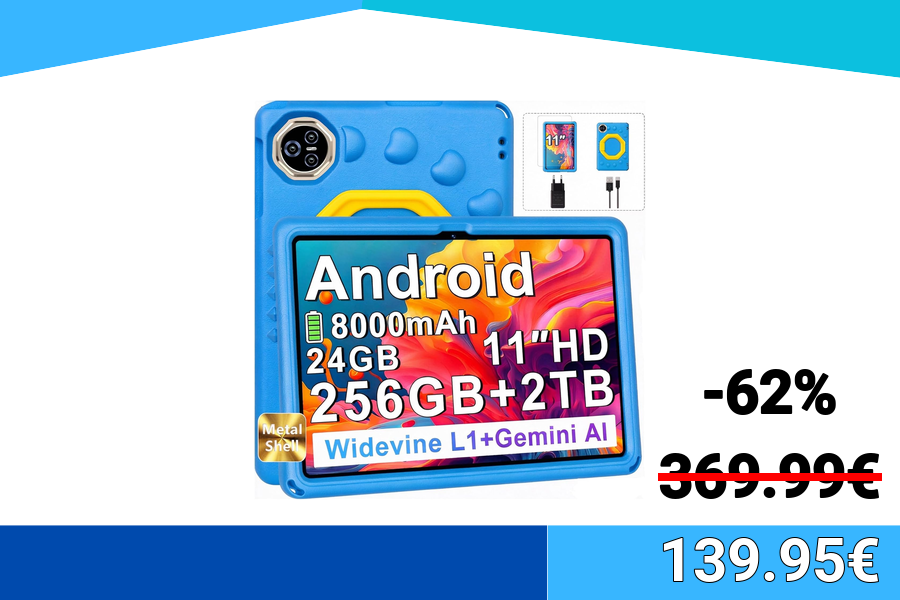 11"
Android
8000mAh
24GB
11"HD
256GB+2TB
Metal
Shell
Widevine L1+Gemini AI
-62%
369.99€
139.95€